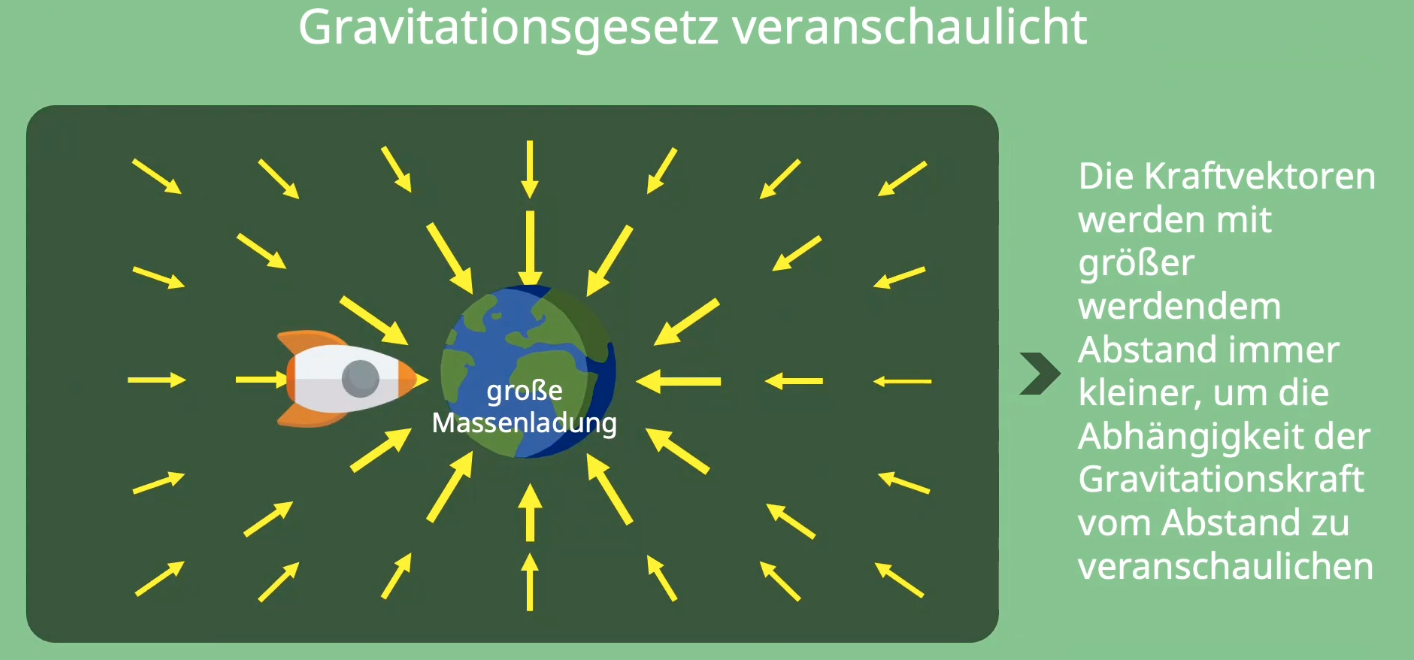 Gravitationsgesetz veranschaulicht
große
Massenladung
Die Kraftvektoren
werden mit
größer
werdendem
Abstand immer
kleiner, um die
Abhängigkeit der
Gravitationskraft
vom Abstand zu
veranschaulichen